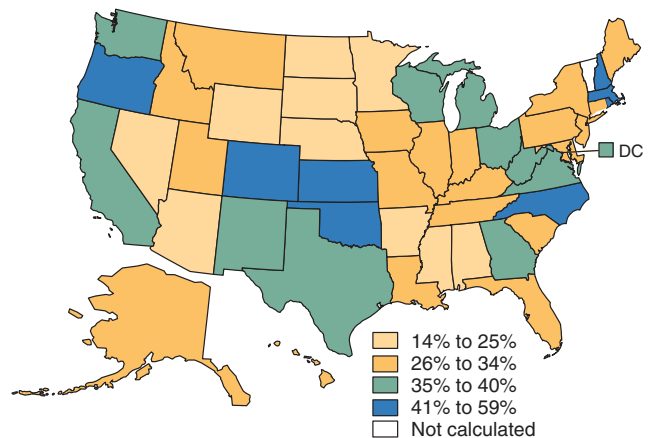 DC
14% to 25%
26% to 34%
35% to 40%
41% to 59%
Not calculated